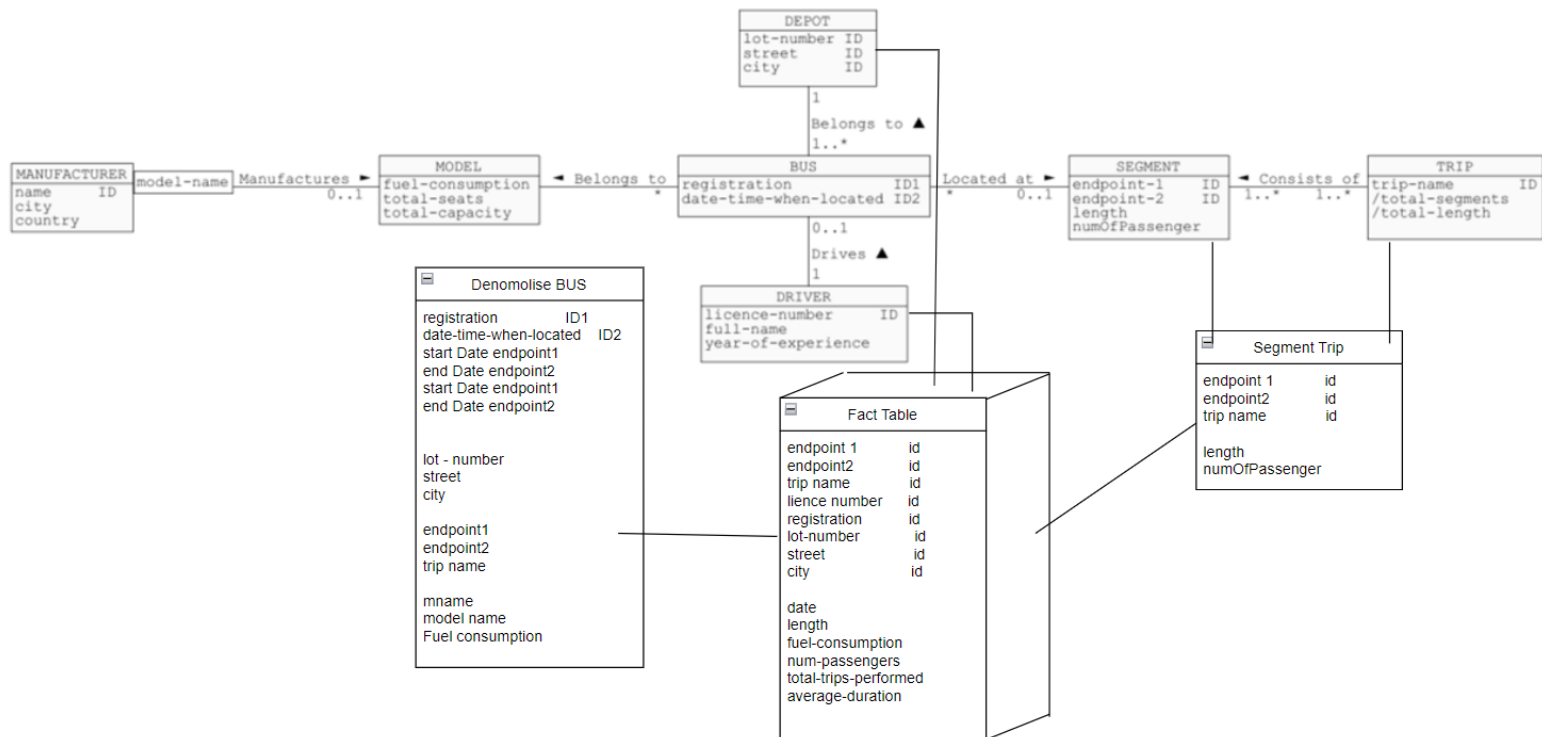 DEPOT
lot-number ID
street ID
city ID
1
Belongs to ▲
1..*
MANUFACTURER
name ID
city
country
model-name
Manufactures ►
0..1
MODEL
fuel-consumption
total-seats
total-capacity
◄ Belongs to
*
BUS
registration ID1
date-time-when-located ID2
Located at ►
*
0..1
SEGMENT
endpoint-1 ID
endpoint-2 ID
length
numOfPassenger
◄ Consists of
1..*
1..*
TRIP
trip-name ID
/total-segments
/total-length
0..1
Drives ▲
1
DRIVER
licence-number ID
full-name
year-of-experience
Denomolise BUS
registration ID1
date-time-when-located ID2
start Date endpoint1
end Date endpoint2
start Date endpoint1
end Date endpoint2
lot - number
street
city
endpoint1
endpoint2
trip name
mname
model name
Fuel consumption
Fact Table
endpoint 1 id
endpoint2 id
trip name id
lience number id
registration id
lot-number id
street id
city id
date
length
fuel-consumption
num-passengers
total-trips-performed
average-duration
Segment Trip
endpoint 1 id
endpoint2 id
trip name id
length
numOfPassenger